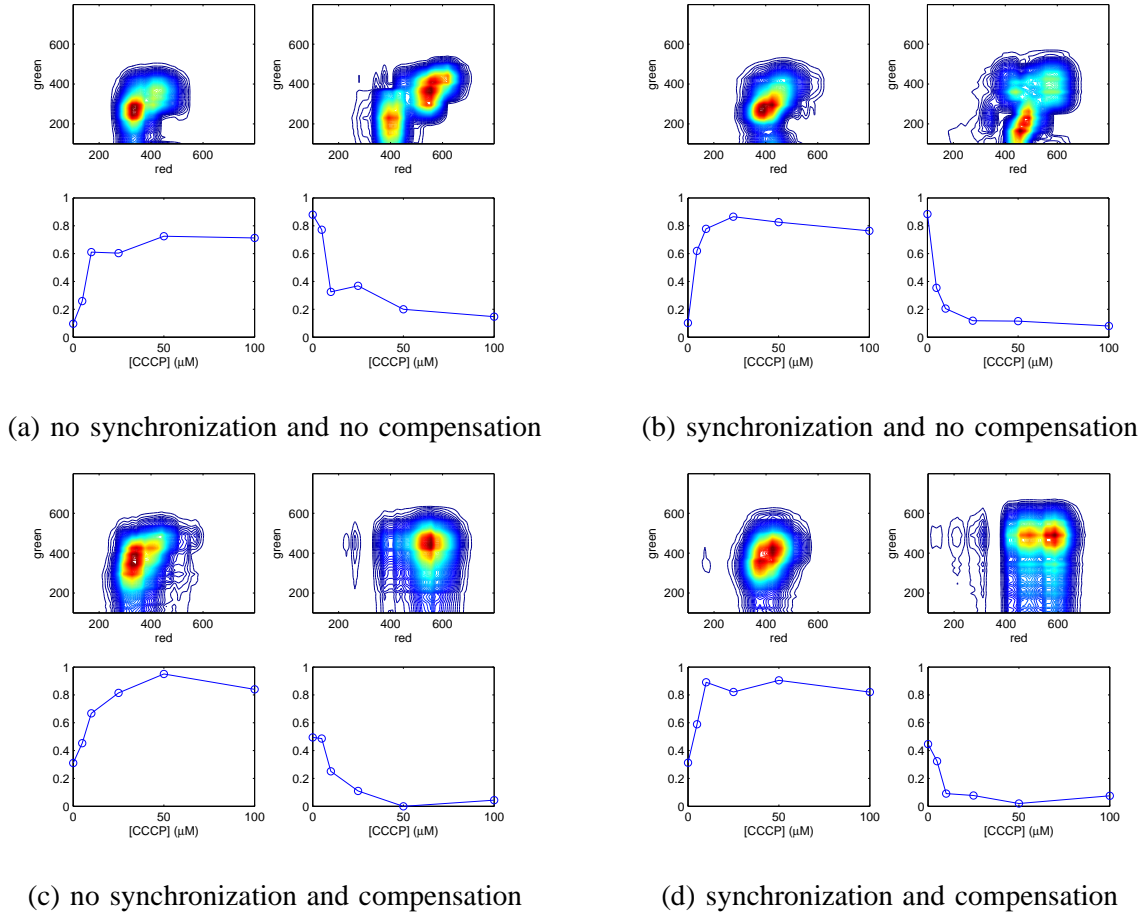 800
600
400
200
green
200 400 600
red
800
600
400
200
green
200 400 600
red
1
0.8
0.6
0.4
0.2
0
0 50 100
[CCCP] (μM)
1
0.8
0.6
0.4
0.2
0
0 50 100
[CCCP] (μM)
(a) no synchronization and no compensation
800
600
400
200
green
200 400 600
red
800
600
400
200
green
200 400 600
red
1
0.8
0.6
0.4
0.2
0
0 50 100
[CCCP] (μM)
1
0.8
0.6
0.4
0.2
0
0 50 100
[CCCP] (μM)
(b) synchronization and no compensation
800
600
400
200
green
200 400 600
red
800
600
400
200
green
200 400 600
red
1
0.8
0.6
0.4
0.2
0
0 50 100
[CCCP] (μM)
1
0.8
0.6
0.4
0.2
0
0 50 100
[CCCP] (μM)
(c) no synchronization and compensation
800
600
400
200
green
200 400 600
red
800
600
400
200
green
200 400 600
red
1
0.8
0.6
0.4
0.2
0
0 50 100
[CCCP] (μM)
1
0.8
0.6
0.4
0.2
0
0 50 100
[CCCP] (μM)
(d) synchronization and compensation